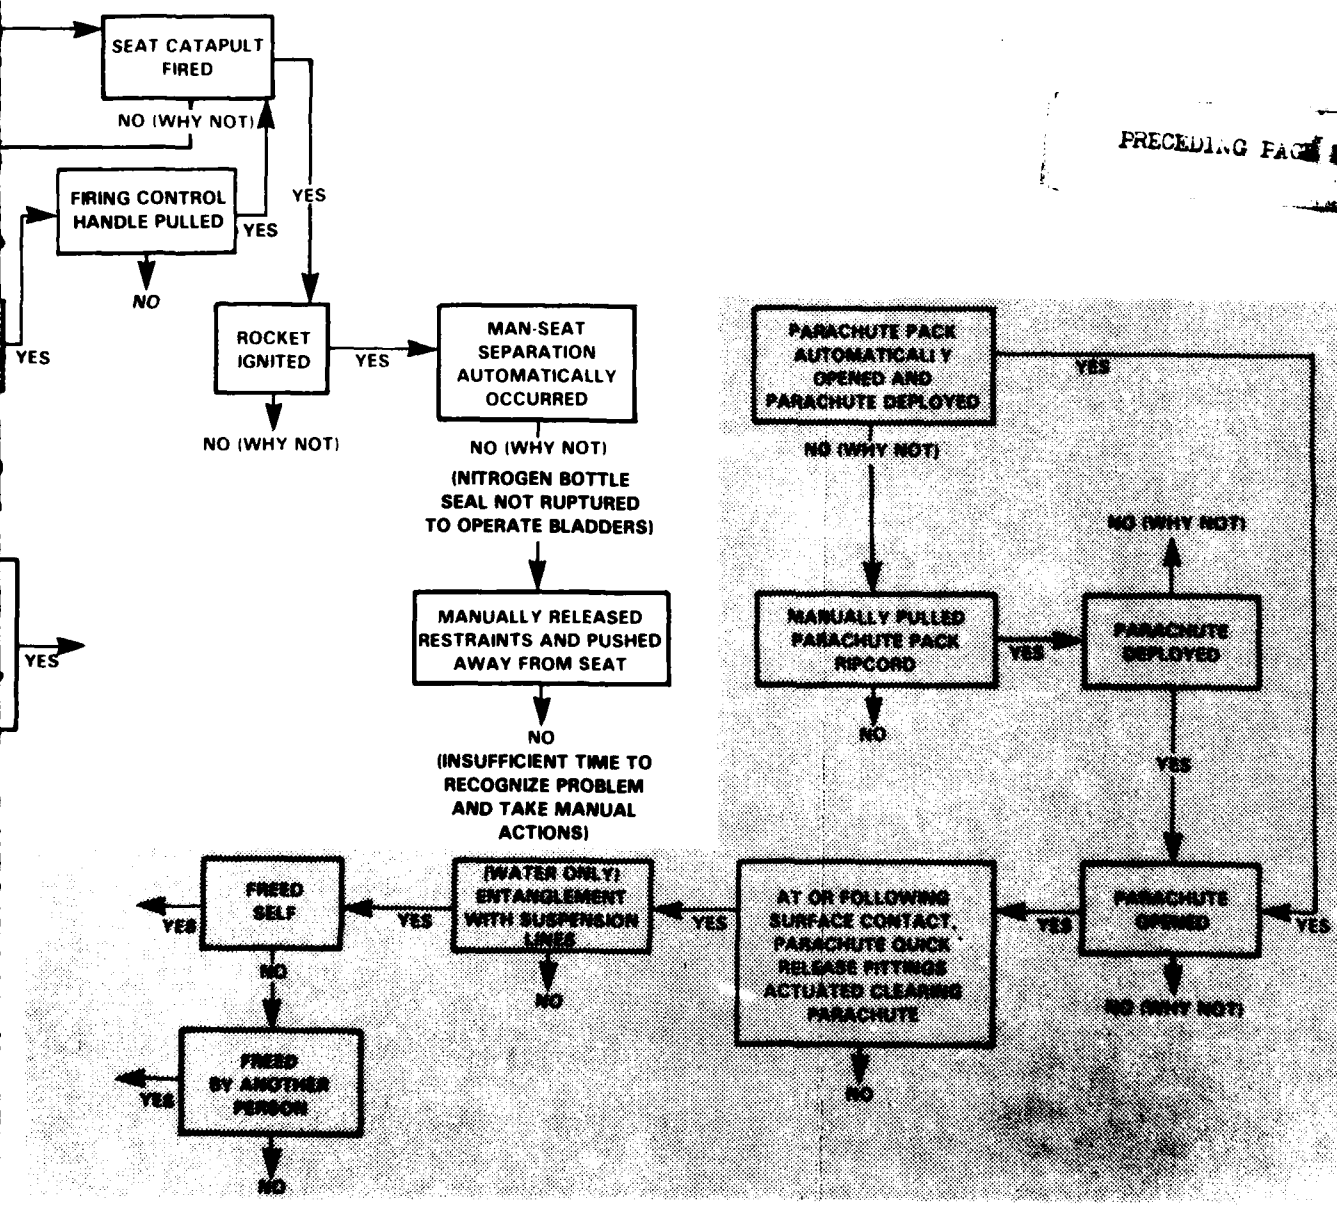 SEAT CATAPULT
FIRED
NO (WHY NOT)
PRECEDING PAGE
FIRING CONTROL
HANDLE PULLED
YES
YES
NO
YES
ROCKET
IGNITED
YES
NO (WHY NOT)
MAN-SEAT
SEPARATION
AUTOMATICALLY
OCCURRED
NO (WHY NOT)
(NITROGEN BOTTLE
SEAL NOT RUPTURED
TO OPERATE BLADDERS)
MANUALLY RELEASED
RESTRAINTS AND PUSHED
AWAY FROM SEAT
NO
(INSUFFICIENT TIME TO
RECOGNIZE PROBLEM
AND TAKE MANUAL
ACTIONS)
YES
PARACHUTE PACK
AUTOMATICALLY
OPENED AND
PARACHUTE DEPLOYED
YES
NO (WHY NOT)
MANUALLY PULLED
PARACHUTE PACK
RIPCORD
YES
NO
NO (WHY NOT)
PARACHUTE
DEPLOYED
YES
PARACHUTE
OPENED
YES
NO (WHY NOT)
YES
AT OR FOLLOWING
SURFACE CONTACT,
PARACHUTE QUICK
RELEASE FITTINGS
ACTUATED CLEARING
PARACHUTE
NO
YES
(WATER ONLY)
ENTANGLEMENT
WITH SUSPENSION
LINES
NO
YES
FREED
SELF
YES
NO
FREED
BY ANOTHER
PERSON
YES
NO